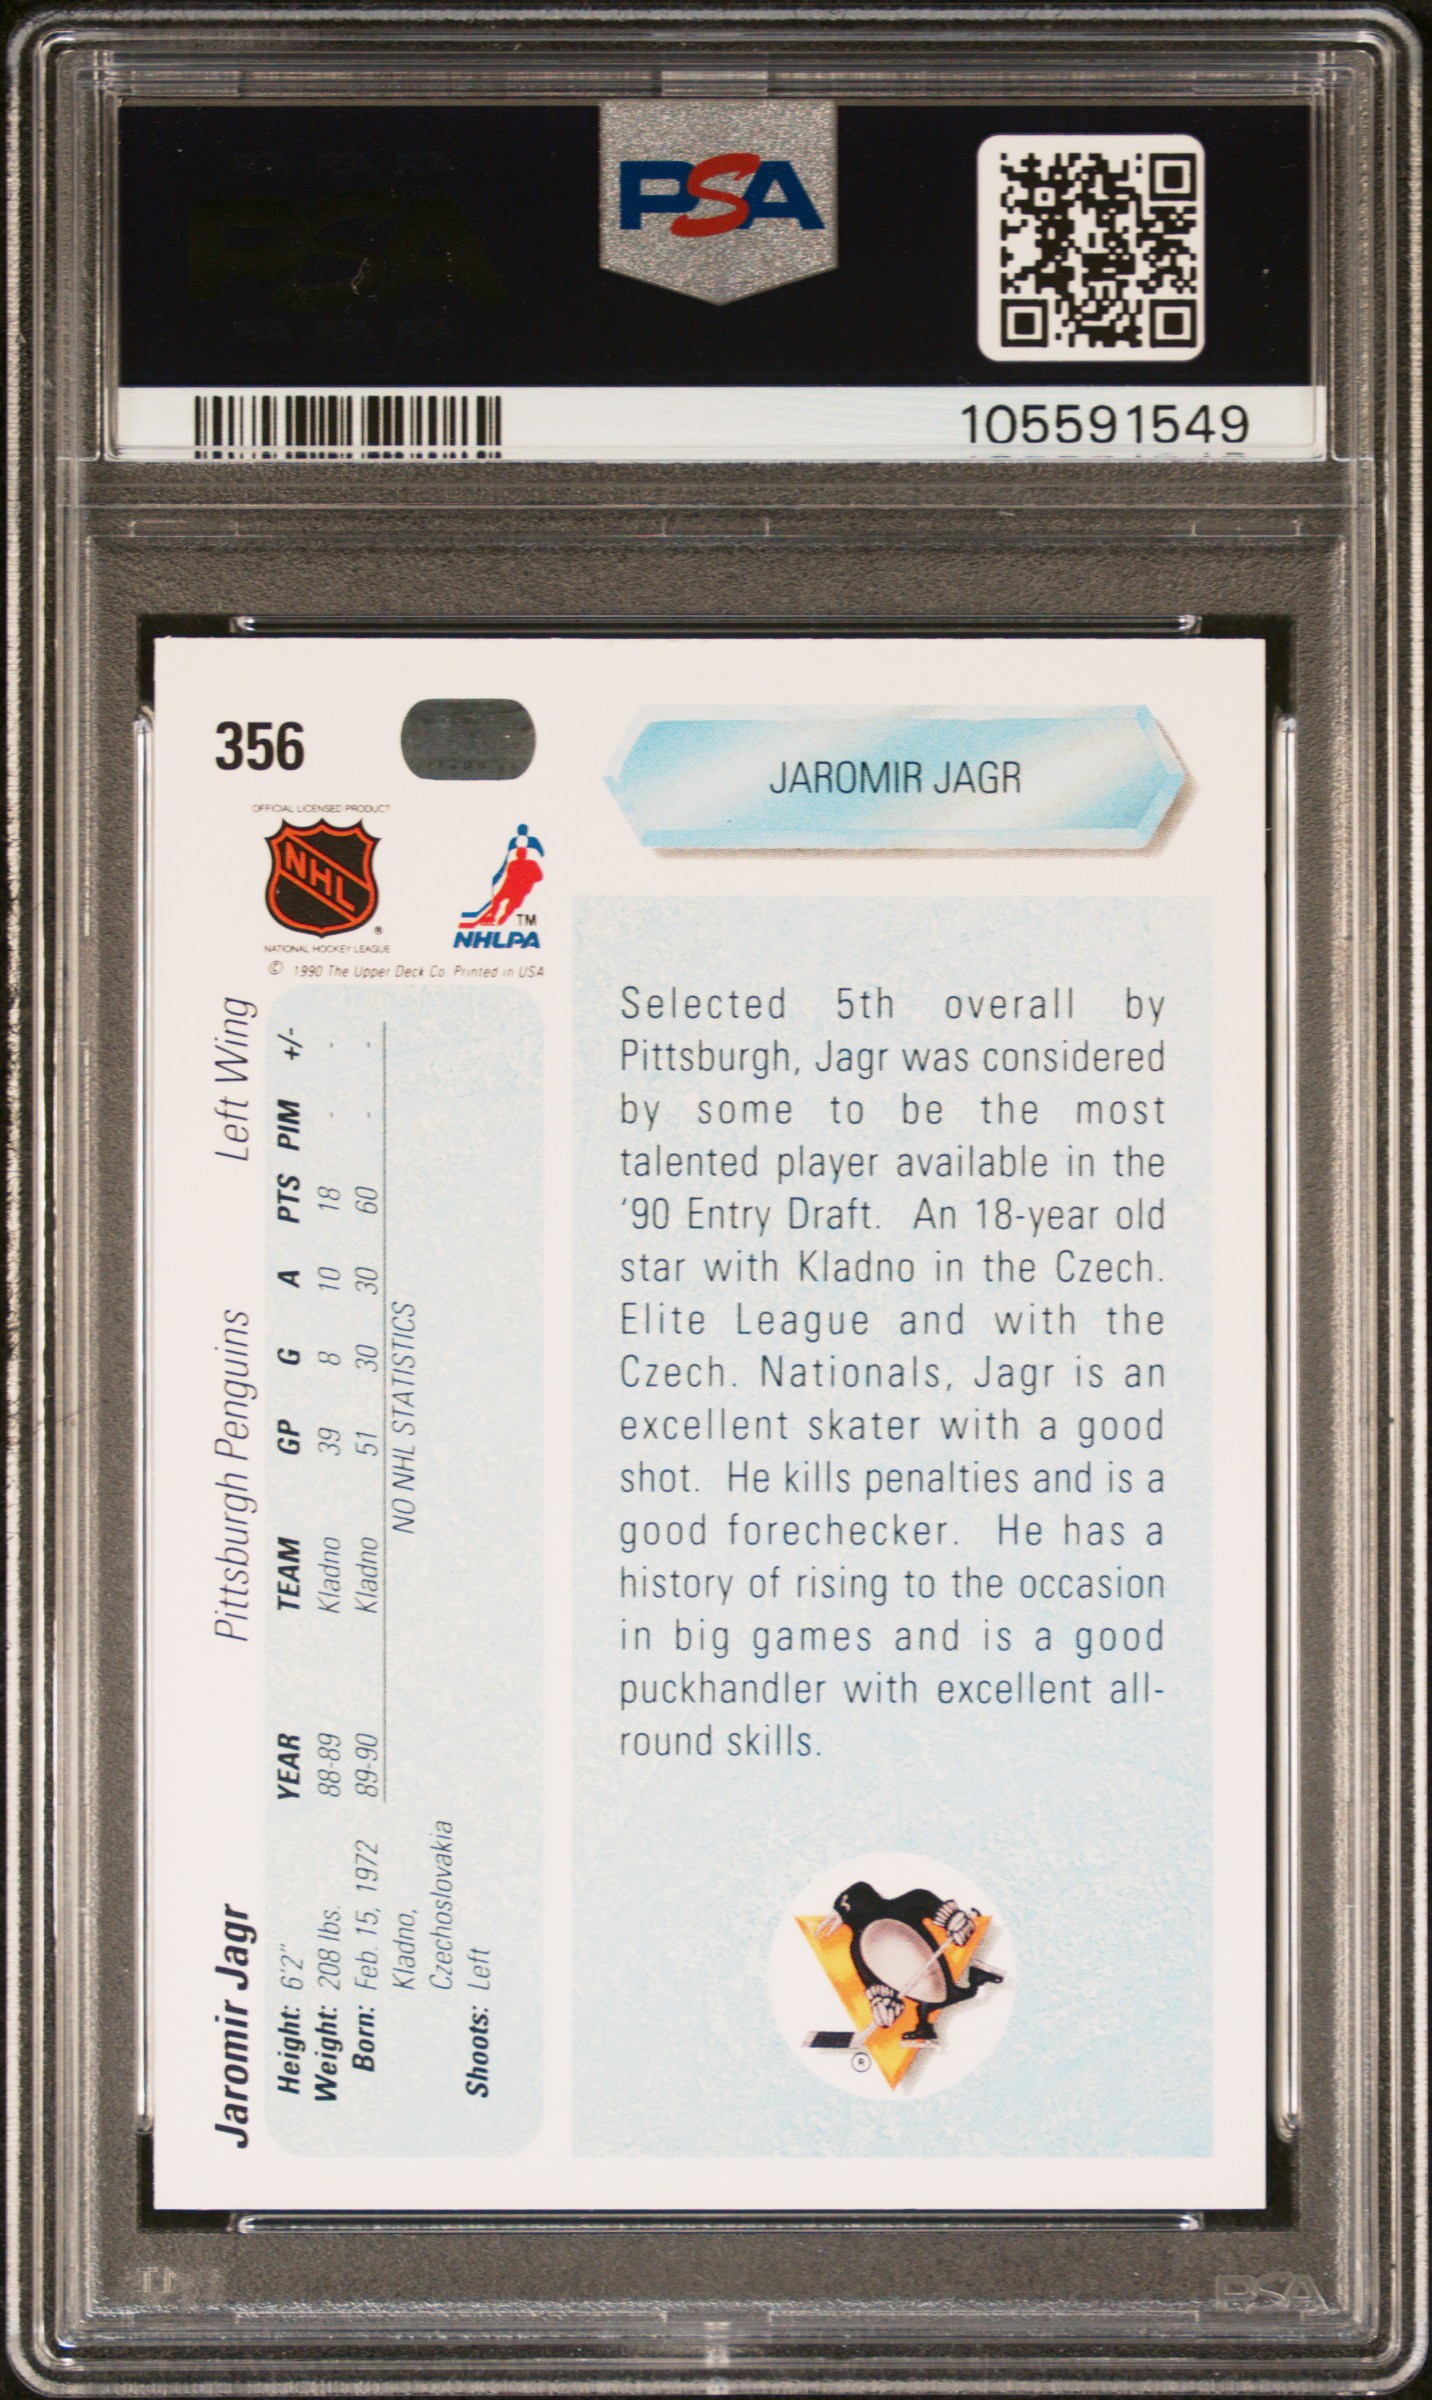 PSA
105591549
356
JAROMIR JAGR
OFFICIAL LICENSED PRODUCT
NHL
®
NATIONAL HOCKEY LEAGUE
TM
NHLPA
© 1990 The Upper Deck Co. Printed in USA
Jaromir Jagr Pittsburgh Penguins Left Wing
Height: 6'2"
Weight: 208 lbs.
Born: Feb. 15, 1972
Kladno,
Czechoslovakia
Shoots: Left
YEAR TEAM GP G A PTS PIM +/-
88-89 Kladno 39 8 10 18 - -
89-90 Kladno 51 30 30 60 - -
NO NHL STATISTICS
Selected 5th overall by
Pittsburgh, Jagr was considered
by some to be the most
talented player available in the
'90 Entry Draft. An 18-year old
star with Kladno in the Czech.
Elite League and with the
Czech. Nationals, Jagr is an
excellent skater with a good
shot. He kills penalties and is a
good forechecker. He has a
history of rising to the occasion
in big games and is a good
puckhandler with excellent all-
round skills.
®
PSA